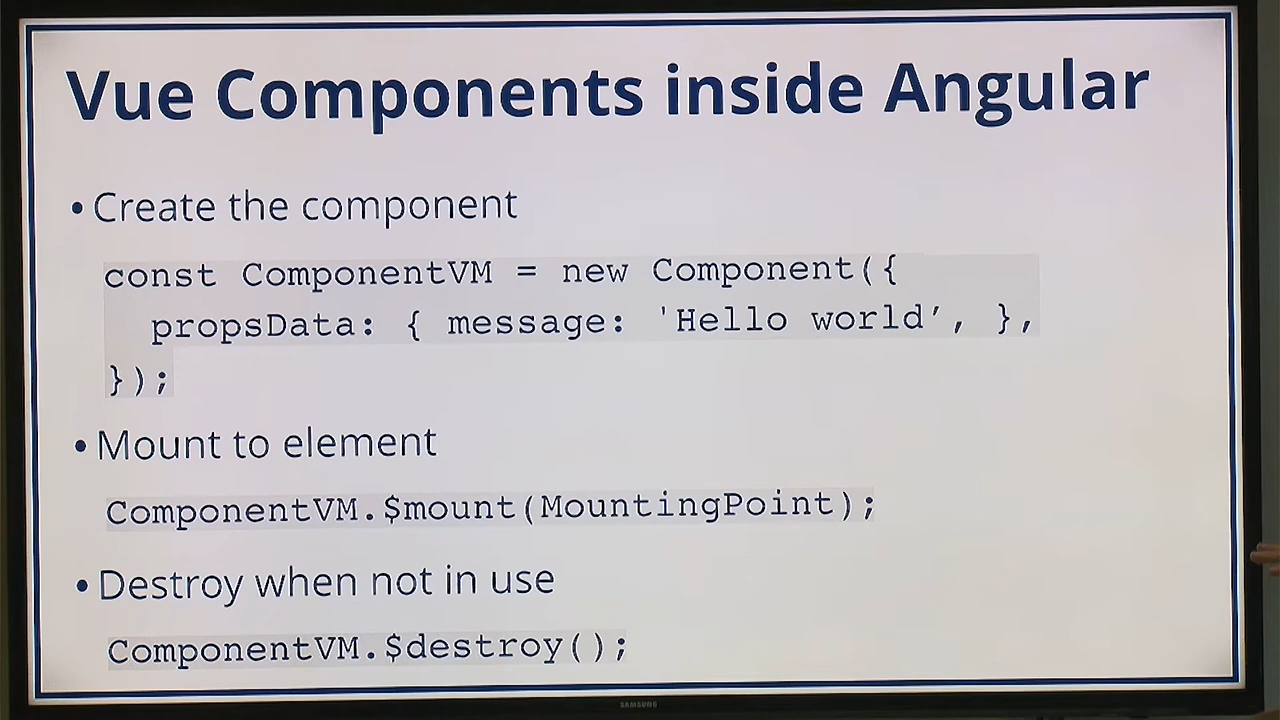 Vue Components inside Angular
• Create the component
const ComponentVM = new Component({
  propsData: { message: 'Hello world’, },
});
• Mount to element
ComponentVM.$mount(MountingPoint);
• Destroy when not in use
ComponentVM.$destroy();
SAMSUNG